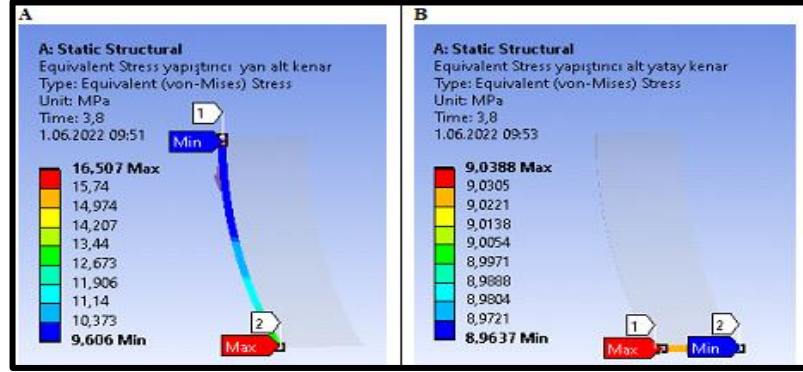 A
A: Static Structural
Equivalent Stress yapıştırıcı yan alt kenar
Type: Equivalent (von-Mises) Stress
Unit: MPa
Time: 3,8
1.06.2022 09:51
1
Min
16,507 Max
15,74
14,974
14,207
13,44
12,673
11,906
11,14
10,373
9,606 Min
2
Max
B
A: Static Structural
Equivalent Stress yapıştırıcı alt yatay kenar
Type: Equivalent (von-Mises) Stress
Unit: MPa
Time: 3,8
1.06.2022 09:53
9,0388 Max
9,0305
9,0221
9,0138
9,0054
8,9971
8,9888
8,9804
8,9721
8,9637 Min
1
2
Max
Min